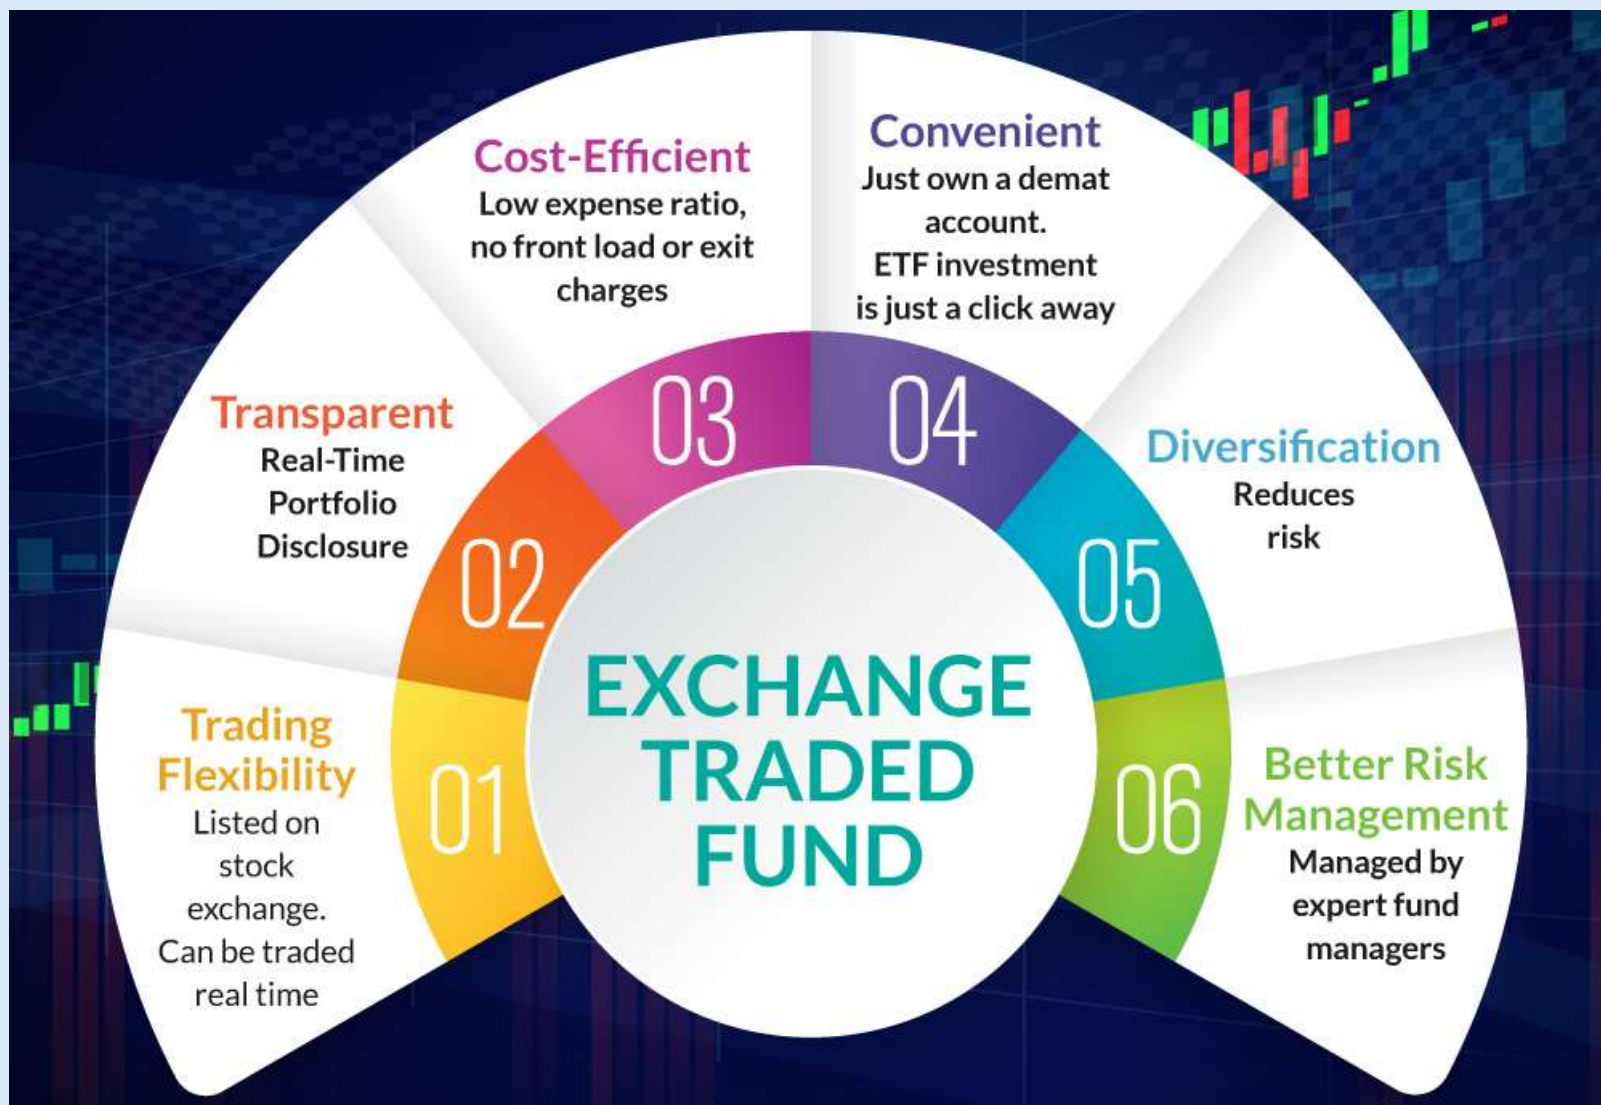 EXCHANGE
TRADED
FUND
01
Trading
Flexibility
Listed on
stock
exchange.
Can be traded
real time
02
Transparent
Real-Time
Portfolio
Disclosure
03
Cost-Efficient
Low expense ratio,
no front load or exit
charges
04
Convenient
Just own a demat
account.
ETF investment
is just a click away
05
Diversification
Reduces
risk
06
Better Risk
Management
Managed by
expert fund
managers